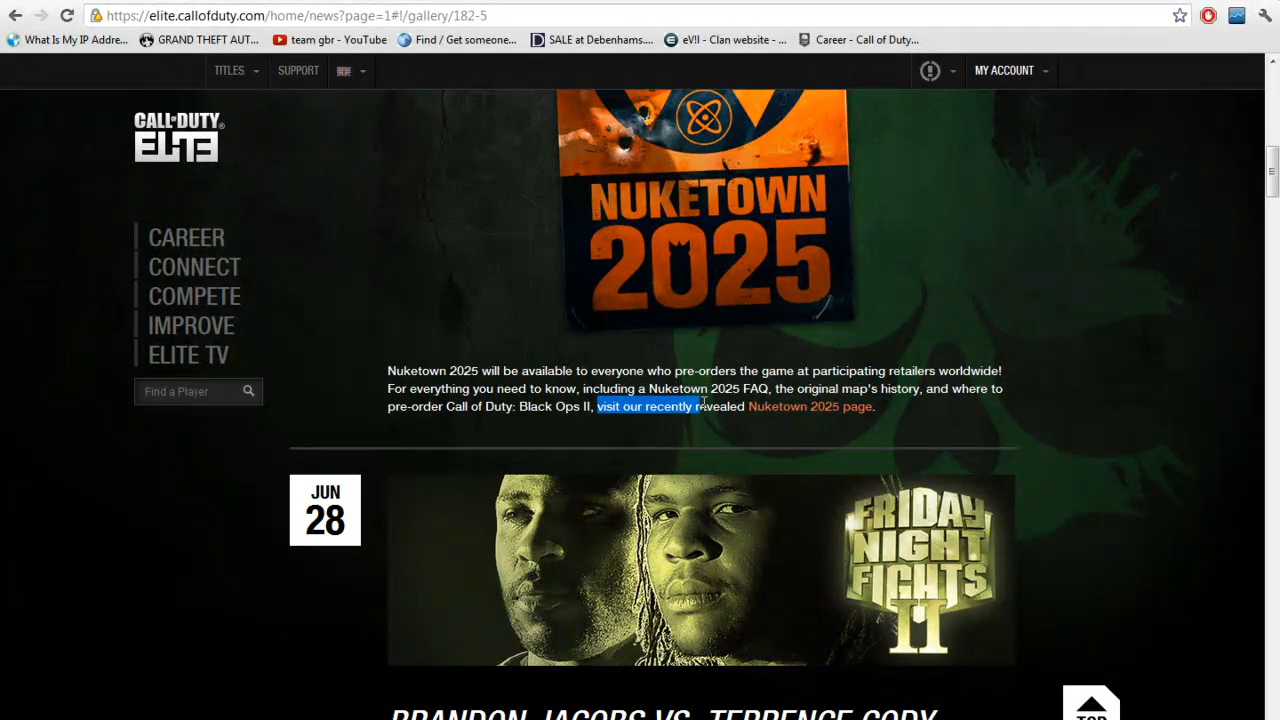 https://elite.callofduty.com/home/news?page=1#!/gallery/182-5
What Is My IP Addre...
GRAND THEFT AUT...
team gbr - YouTube
Find / Get someone...
SALE at Debenhams....
eV!l - Clan website - ...
Career - Call of Duty...
TITLES
SUPPORT
MY ACCOUNT
CALL OF DUTY
ELITE
CAREER
CONNECT
COMPETE
IMPROVE
ELITE TV
Find a Player
NUKETOWN
2025
Nuketown 2025 will be available to everyone who pre-orders the game at participating retailers worldwide!
For everything you need to know, including a Nuketown 2025 FAQ, the original map's history, and where to
pre-order Call of Duty: Black Ops II, visit our recently revealed Nuketown 2025 page.
JUN
28
FRIDAY
NIGHT
FIGHTS
II
BRANDON JACOBS VS. TERRENCE CODY
TOP